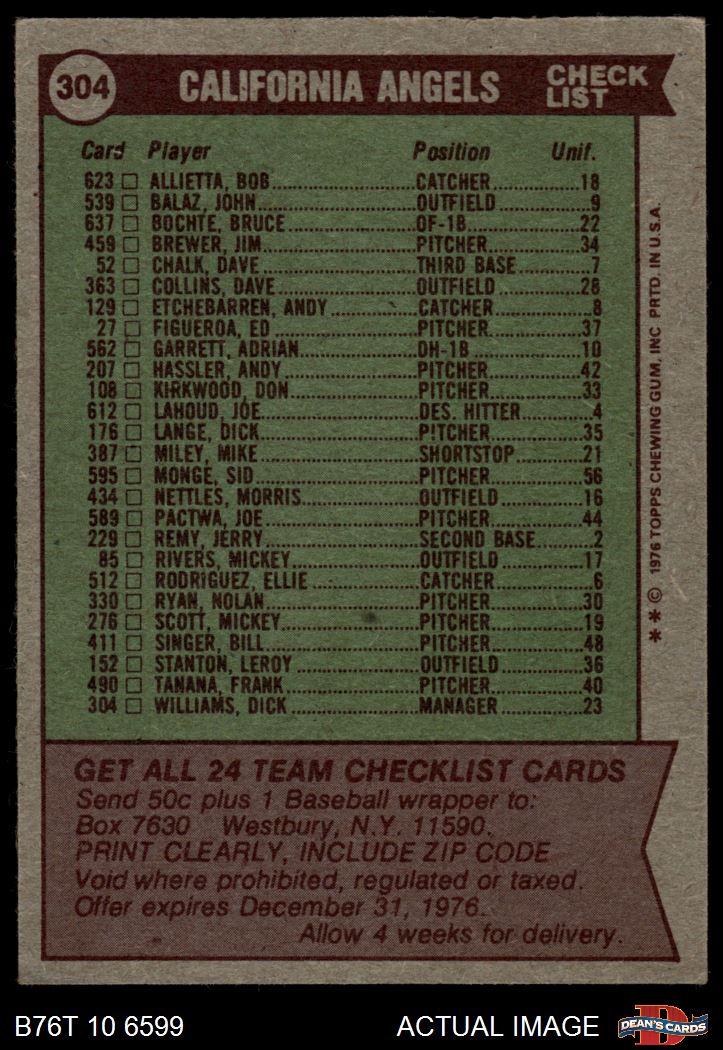 304 CALIFORNIA ANGELS CHECK LIST
Card Player Position Unif.
623 □ ALLIETTA, BOB........CATCHER........18
539 □ BALAZ, JOHN........OUTFIELD........9
637 □ BOCHTE, BRUCE........OF-1B........22
459 □ BREWER, JIM........PITCHER........34
52 □ CHALK, DAVE........THIRD BASE........7
363 □ COLLINS, DAVE........OUTFIELD........28
129 □ ETCHEBARREN, ANDY........CATCHER........8
27 □ FIGUEROA, ED........PITCHER........37
562 □ GARRETT, ADRIAN........DH-1B........10
207 □ HASSLER, ANDY........PITCHER........42
108 □ KIRKWOOD, DON........PITCHER........33
612 □ LAHOUD, JOE........DES. HITTER........4
176 □ LANGE, DICK........PITCHER........35
387 □ MILEY, MIKE........SHORTSTOP........21
595 □ MONGE, SID........PITCHER........56
434 □ NETTLES, MORRIS........OUTFIELD........16
589 □ PACTWA, JOE........PITCHER........44
229 □ REMY, JERRY........SECOND BASE........2
85 □ RIVERS, MICKEY........OUTFIELD........17
512 □ RODRIGUEZ, ELLIE........CATCHER........6
330 □ RYAN, NOLAN........PITCHER........30
276 □ SCOTT, MICKEY........PITCHER........19
411 □ SINGER, BILL........PITCHER........48
152 □ STANTON, LEROY........OUTFIELD........36
490 □ TANANA, FRANK........PITCHER........40
304 □ WILLIAMS, DICK........MANAGER........23
** © 1976 TOPPS CHEWING GUM, INC PRTD. IN U.S.A.
GET ALL 24 TEAM CHECKLIST CARDS
Send 50c plus 1 Baseball wrapper to:
Box 7630 Westbury, N.Y. 11590.
PRINT CLEARLY, INCLUDE ZIP CODE
Void where prohibited, regulated or taxed.
Offer expires December 31, 1976.
Allow 4 weeks for delivery.
B76T 10 6599 ACTUAL IMAGE D DEAN'S CARDS